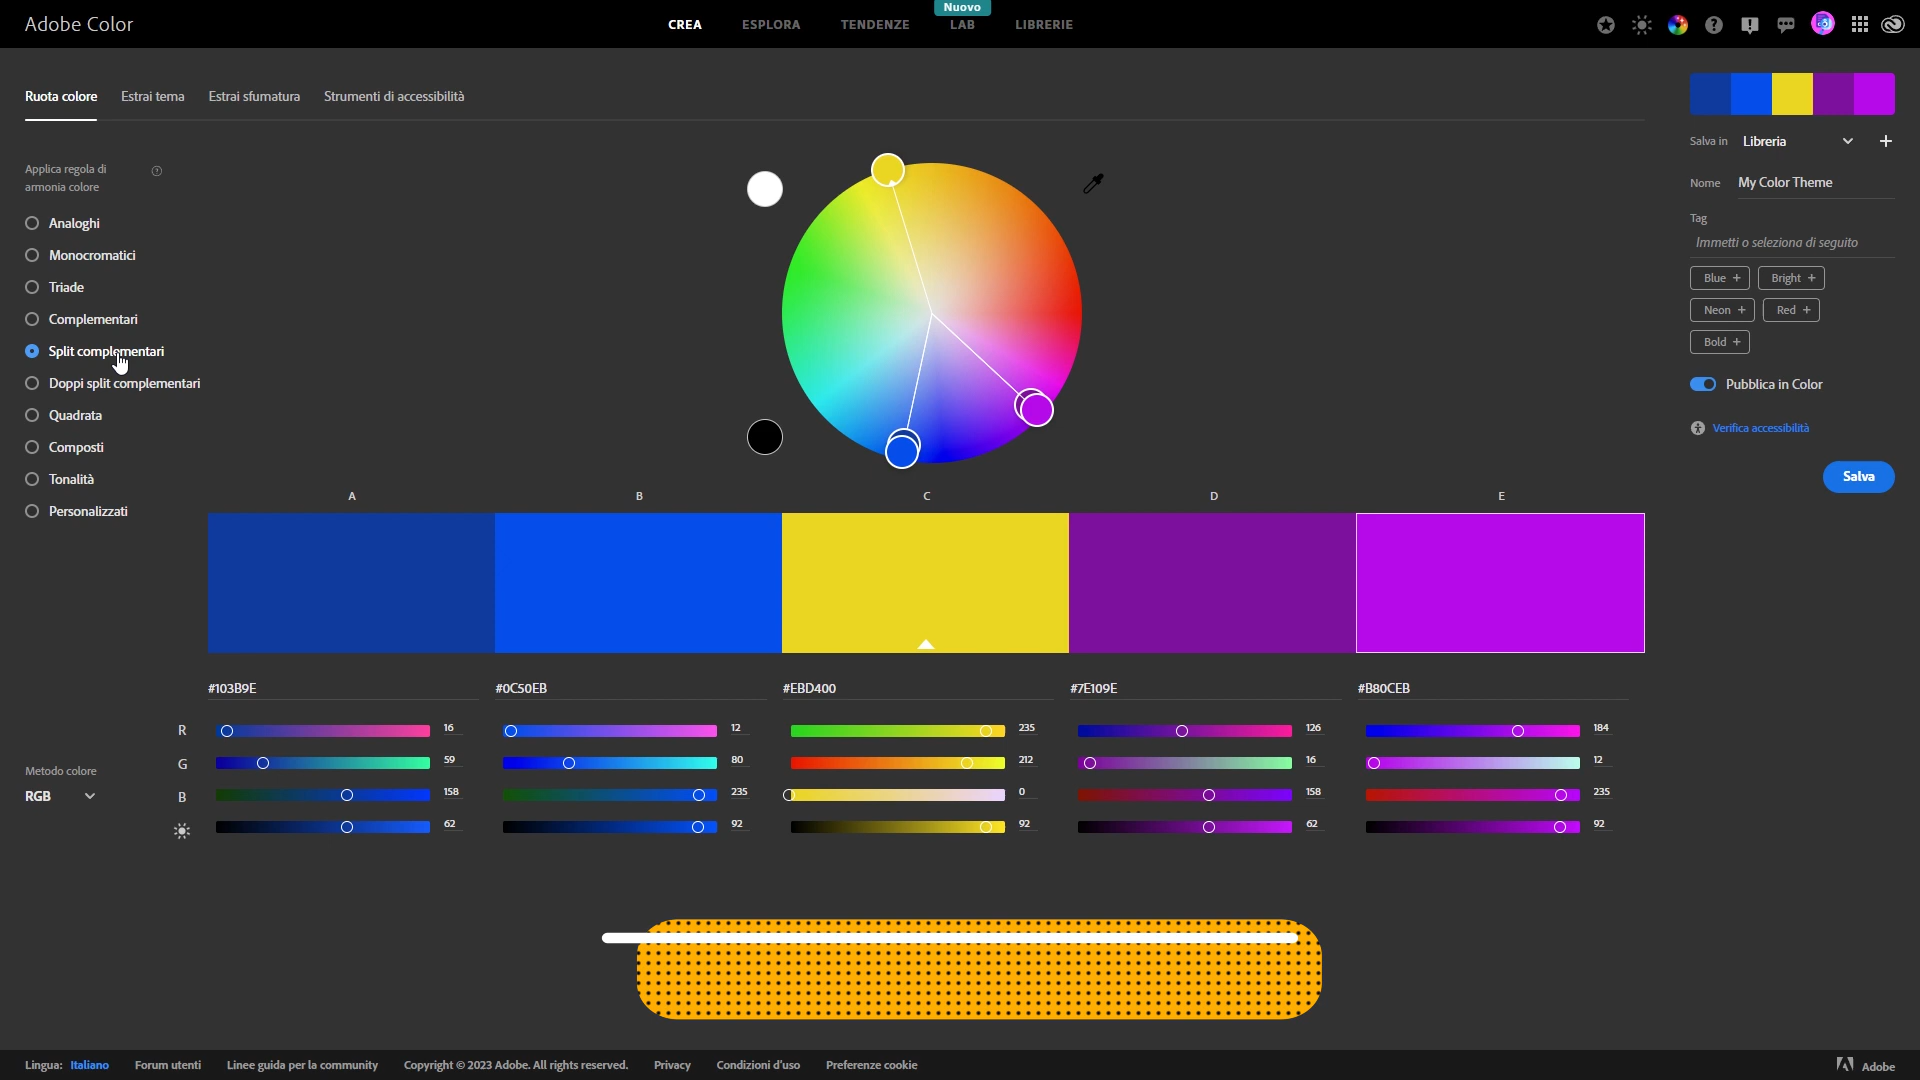 Adobe Color
CREA
ESPLORA
TENDENZE
Nuovo
LAB
LIBRERIE
Ruota colore
Estrai tema
Estrai sfumatura
Strumenti di accessibilità
Applica regola di
armonia colore
Analoghi
Monocromatici
Triade
Complementari
Split complementari
Doppi split complementari
Quadrata
Composti
Tonalità
Personalizzati
Salva in
Libreria
Nome
My Color Theme
Tag
Immetti o seleziona di seguito
Blue +
Bright +
Neon +
Red +
Bold +
Pubblica in Color
Verifica accessibilità
Salva
A
B
C
D
E
#103B9E
#0C50EB
#EBD400
#7E109E
#B80CEB
R
16
12
235
126
184
G
59
80
212
16
12
B
158
235
0
158
235
62
92
92
62
92
Metodo colore
RGB
Lingua: Italiano
Forum utenti
Linee guida per la community
Copyright © 2023 Adobe. All rights reserved.
Privacy
Condizioni d'uso
Preferenze cookie
Adobe